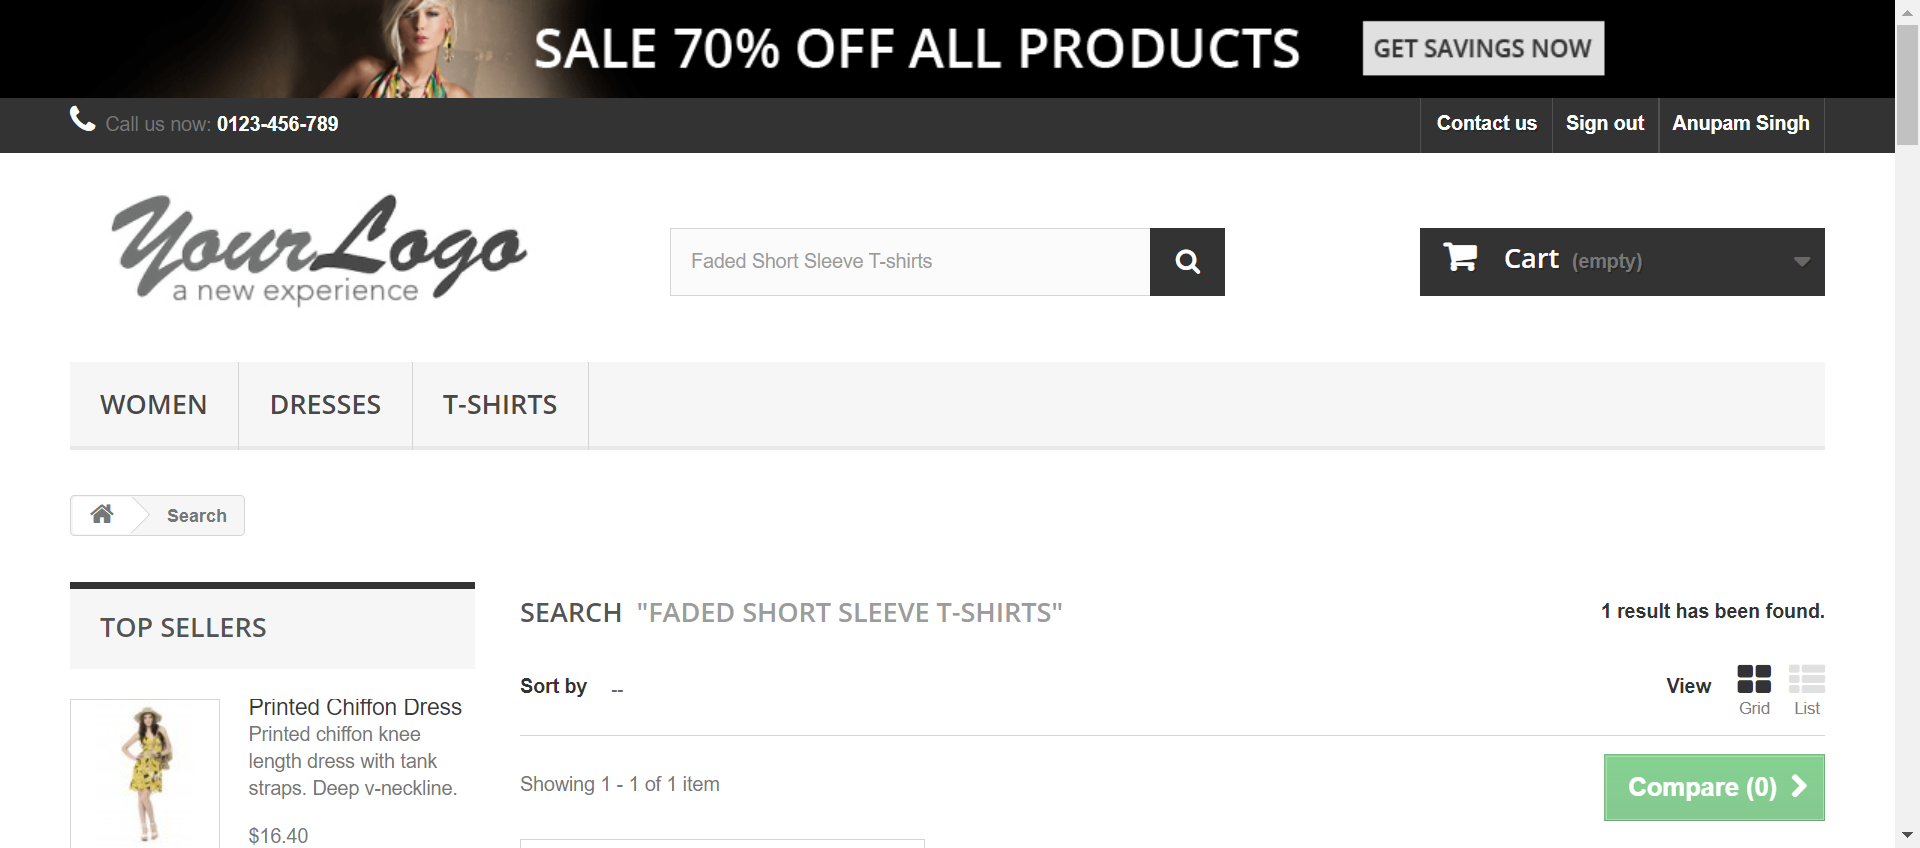 SALE 70% OFF ALL PRODUCTS
GET SAVINGS NOW
Call us now: 0123-456-789
Contact us
Sign out
Anupam Singh
YourLogo
a new experience
Faded Short Sleeve T-shirts
Cart (empty)
WOMEN
DRESSES
T-SHIRTS
Search
TOP SELLERS
Printed Chiffon Dress
Printed chiffon knee
length dress with tank
straps. Deep v-neckline.
$16.40
SEARCH "FADED SHORT SLEEVE T-SHIRTS"
1 result has been found.
Sort by --
View
Grid
List
Showing 1 - 1 of 1 item
Compare (0)